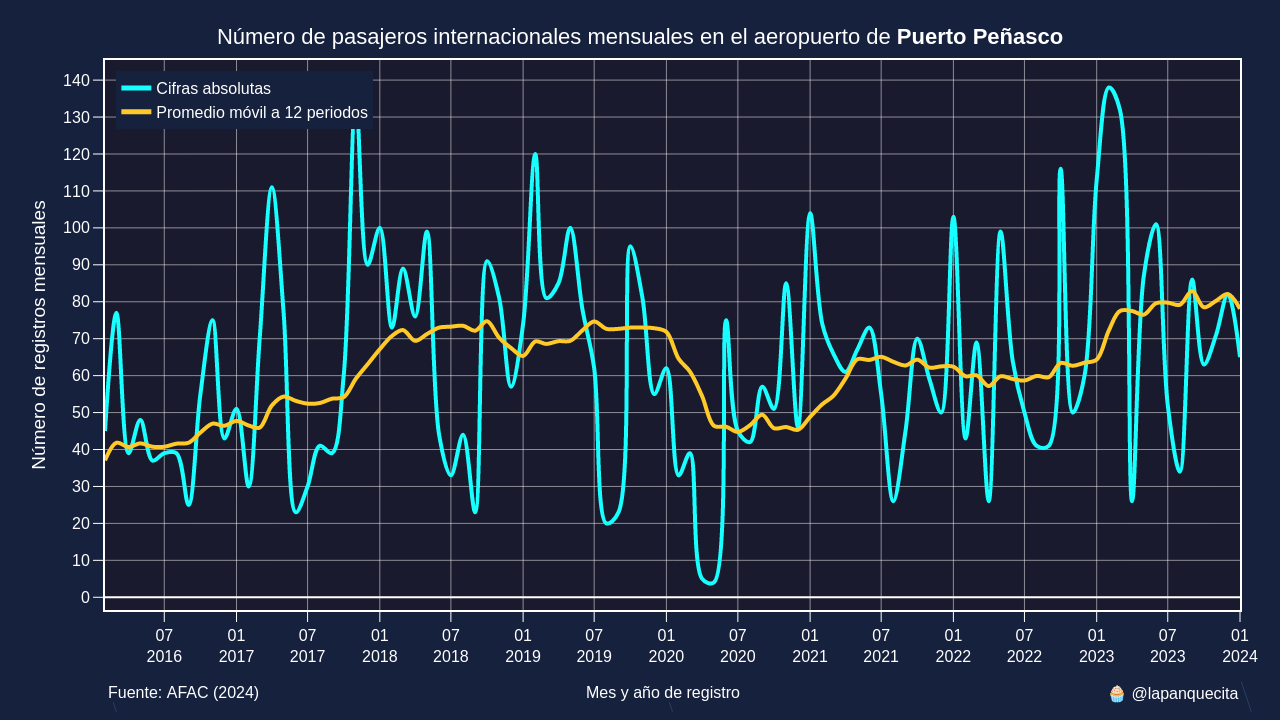 Número de pasajeros internacionales mensuales en el aeropuerto de Puerto Peñasco
Cifras absolutas
Promedio móvil a 12 periodos
Número de registros mensuales
140
130
120
110
100
90
80
70
60
50
40
30
20
10
0
07 01 07 01 07 01 07 01 07 01 07 01 07 01 07 01
2016 2017 2017 2018 2018 2019 2019 2020 2020 2021 2021 2022 2022 2023 2023 2024
Fuente: AFAC (2024)
Mes y año de registro
🧁 @lapanquecita